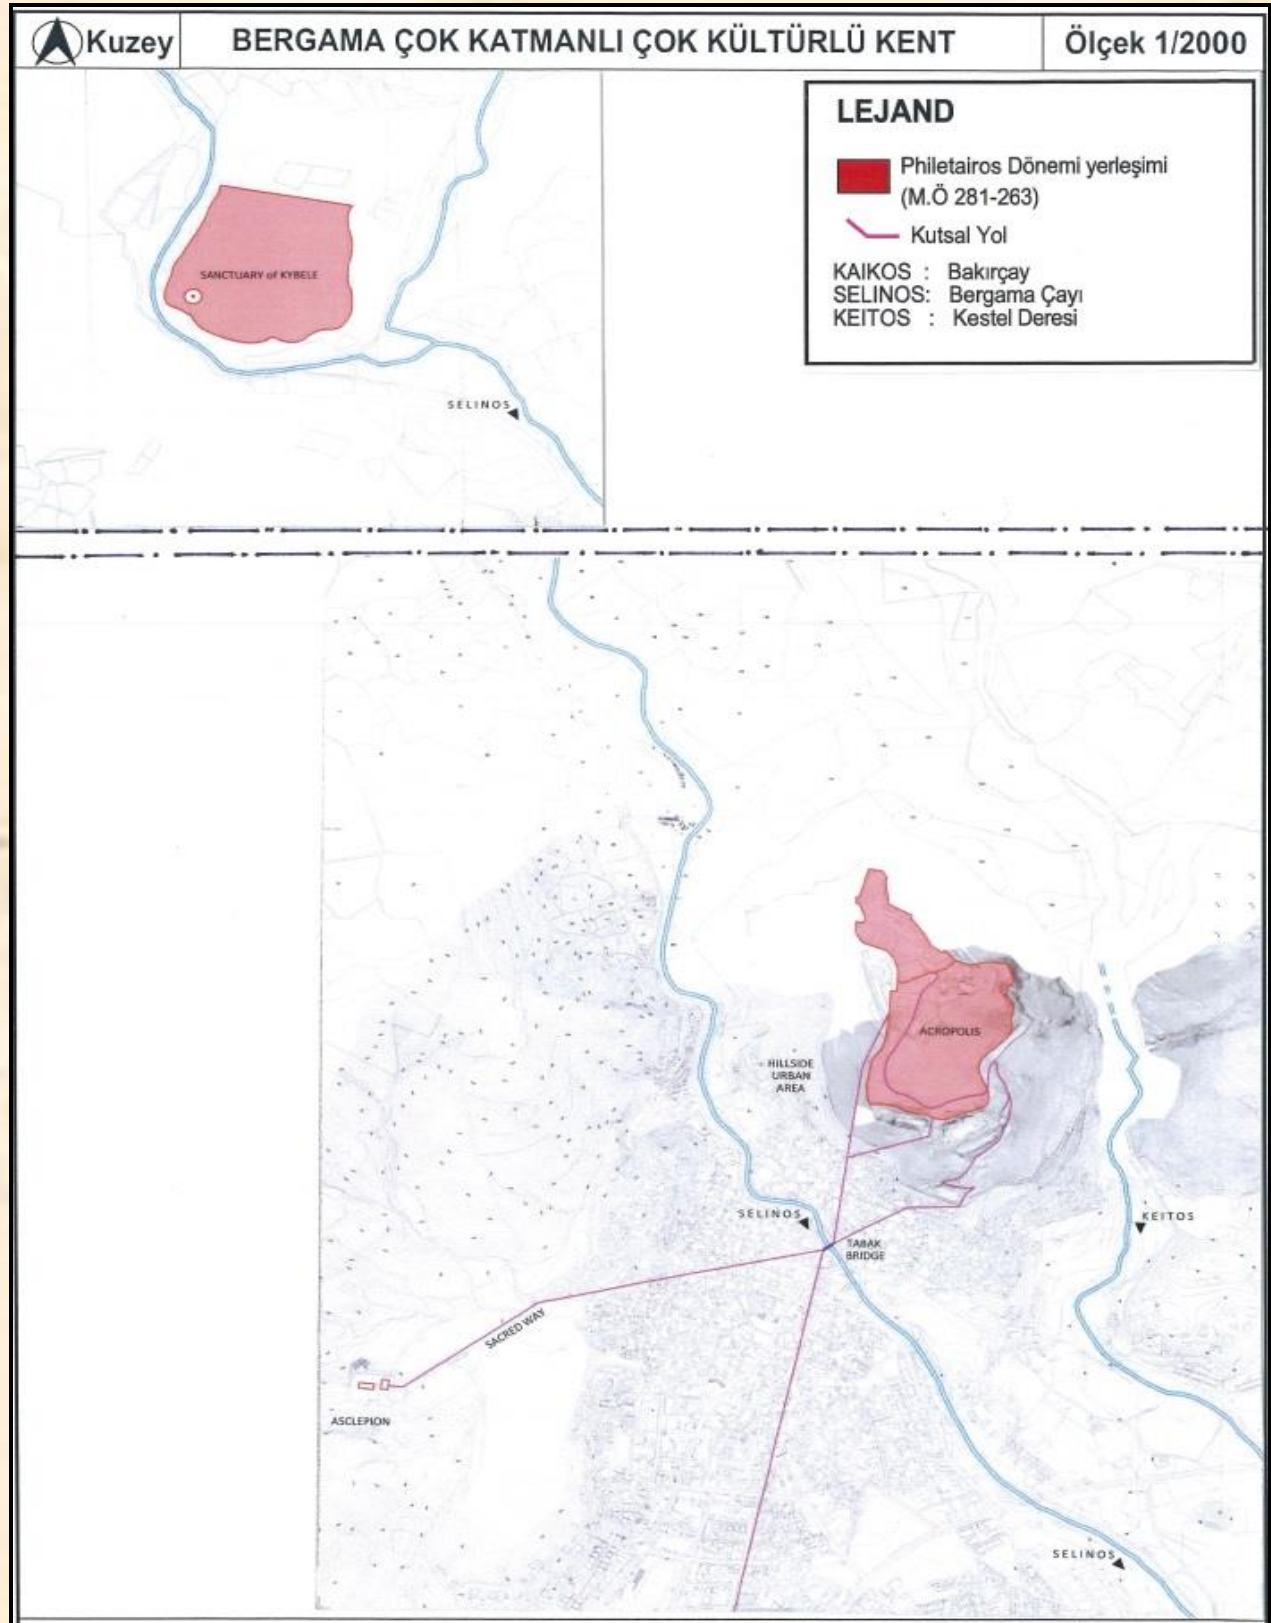 Kuzey
BERGAMA ÇOK KATMANLI ÇOK KÜLTÜRLÜ KENT
Ölçek 1/2000
LEJAND
Philetairos Dönemi yerleşimi
(M.Ö 281-263)
Kutsal Yol
KAIKOS : Bakırçay
SELINOS: Bergama Çayı
KEITOS : Kestel Deresi
SANCTUARY of KYBELE
SELINOS
ACROPOLIS
HILLSIDE
URBAN
AREA
SELINOS
KEITOS
TABAK
BRIDGE
SACRED WAY
ASCLEPION
SELINOS